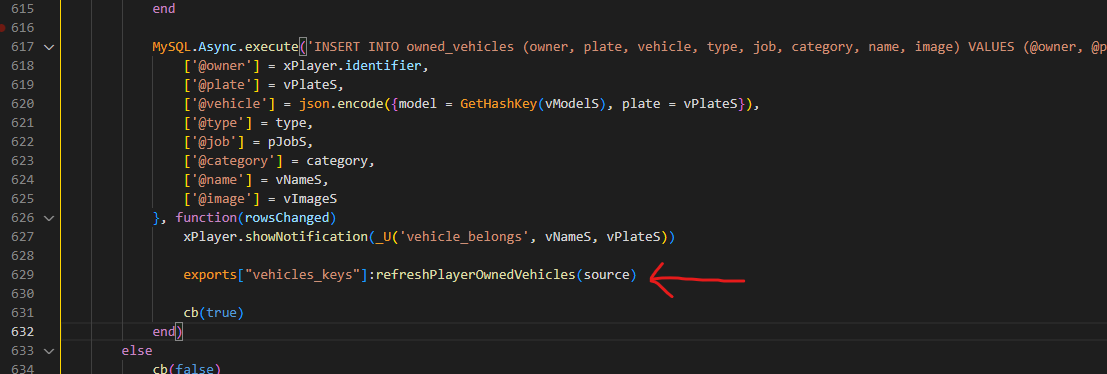 615 end
616
617 MySQL.Async.execute('INSERT INTO owned_vehicles (owner, plate, vehicle, type, job, category, name, image) VALUES (@owner, @p
618 ['@owner'] = xPlayer.identifier,
619 ['@plate'] = vPlateS,
620 ['@vehicle'] = json.encode({model = GetHashKey(vModelS), plate = vPlateS}),
621 ['@type'] = type,
622 ['@job'] = pJobS,
623 ['@category'] = category,
624 ['@name'] = vNameS,
625 ['@image'] = vImageS
626 }, function(rowsChanged)
627 xPlayer.showNotification(_U('vehicle_belongs', vNameS, vPlateS))
628
629 exports["vehicles_keys"]:refreshPlayerOwnedVehicles(source)
630
631 cb(true)
632 end)
633 else
634 cb(false)